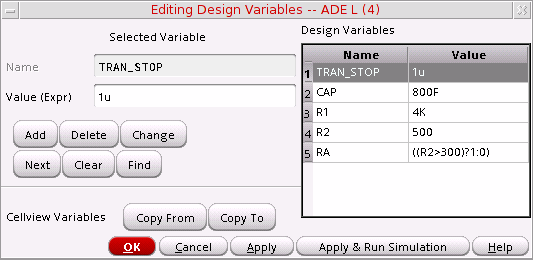 Editing Design Variables -- ADE L (4)
Selected Variable
Name TRAN_STOP
Value (Expr) 1u
Add Delete Change
Next Clear Find
Cellview Variables Copy From Copy To
Design Variables
Name Value
1 TRAN_STOP 1u
2 CAP 800F
3 R1 4K
4 R2 500
5 RA ((R2>300)?1:0)
OK Cancel Apply Apply & Run Simulation Help